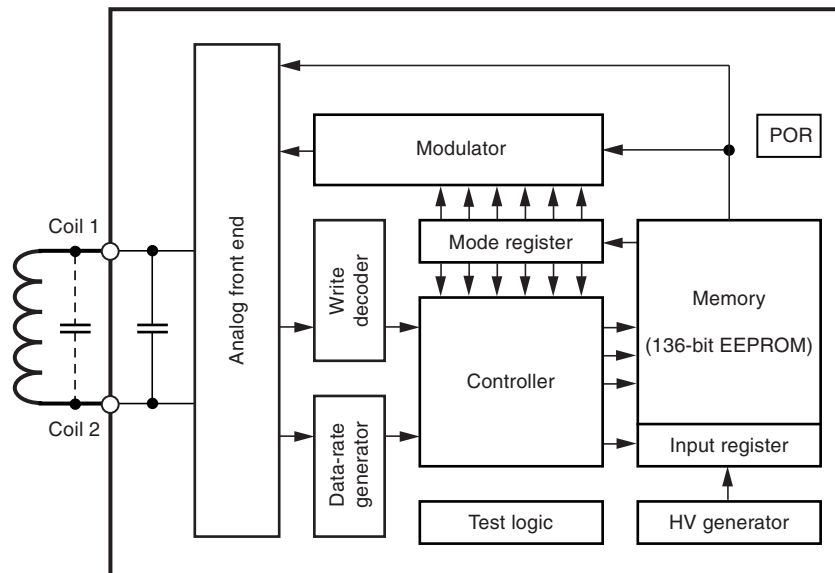 POR
Modulator
Coil 1
Mode register
Analog front end
Write
decoder
Memory
(136-bit EEPROM)
Controller
Coil 2
Data-rate
generator
Input register
Test logic
HV generator